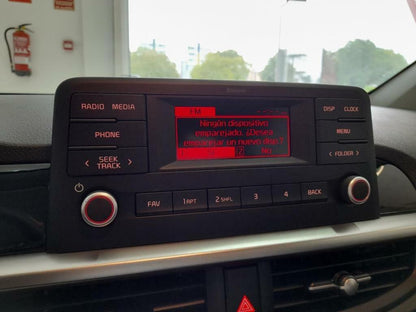 Bluetooth
RADIO MEDIA
PHONE
SEEK
TRACK
FM
Ningún dispositivo
emparejado. ¿Desea
emparejar un nuevo disp.?
No
DISP CLOCK
MENU
FOLDER
FAV 1 RPT 2 SHFL 3 4 BACK